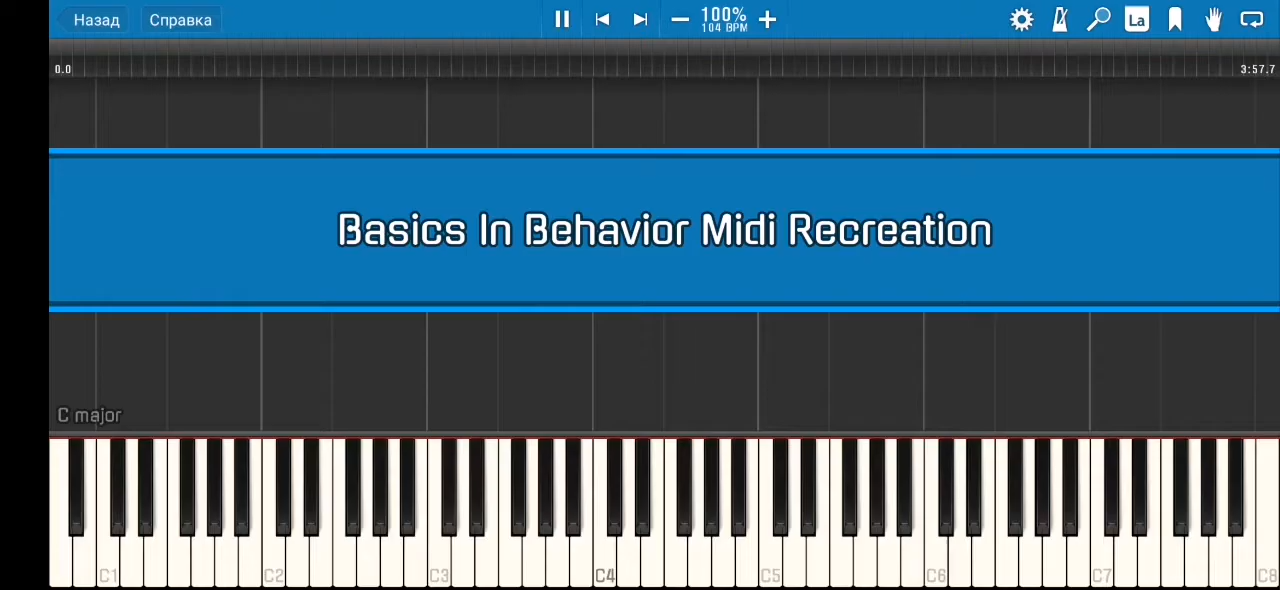 Назад
Справка
100%
104 BPM
La
0.0
3:57.7
Basics In Behavior Midi Recreation
C major
C1
C2
C3
C4
C5
C6
C7
C8